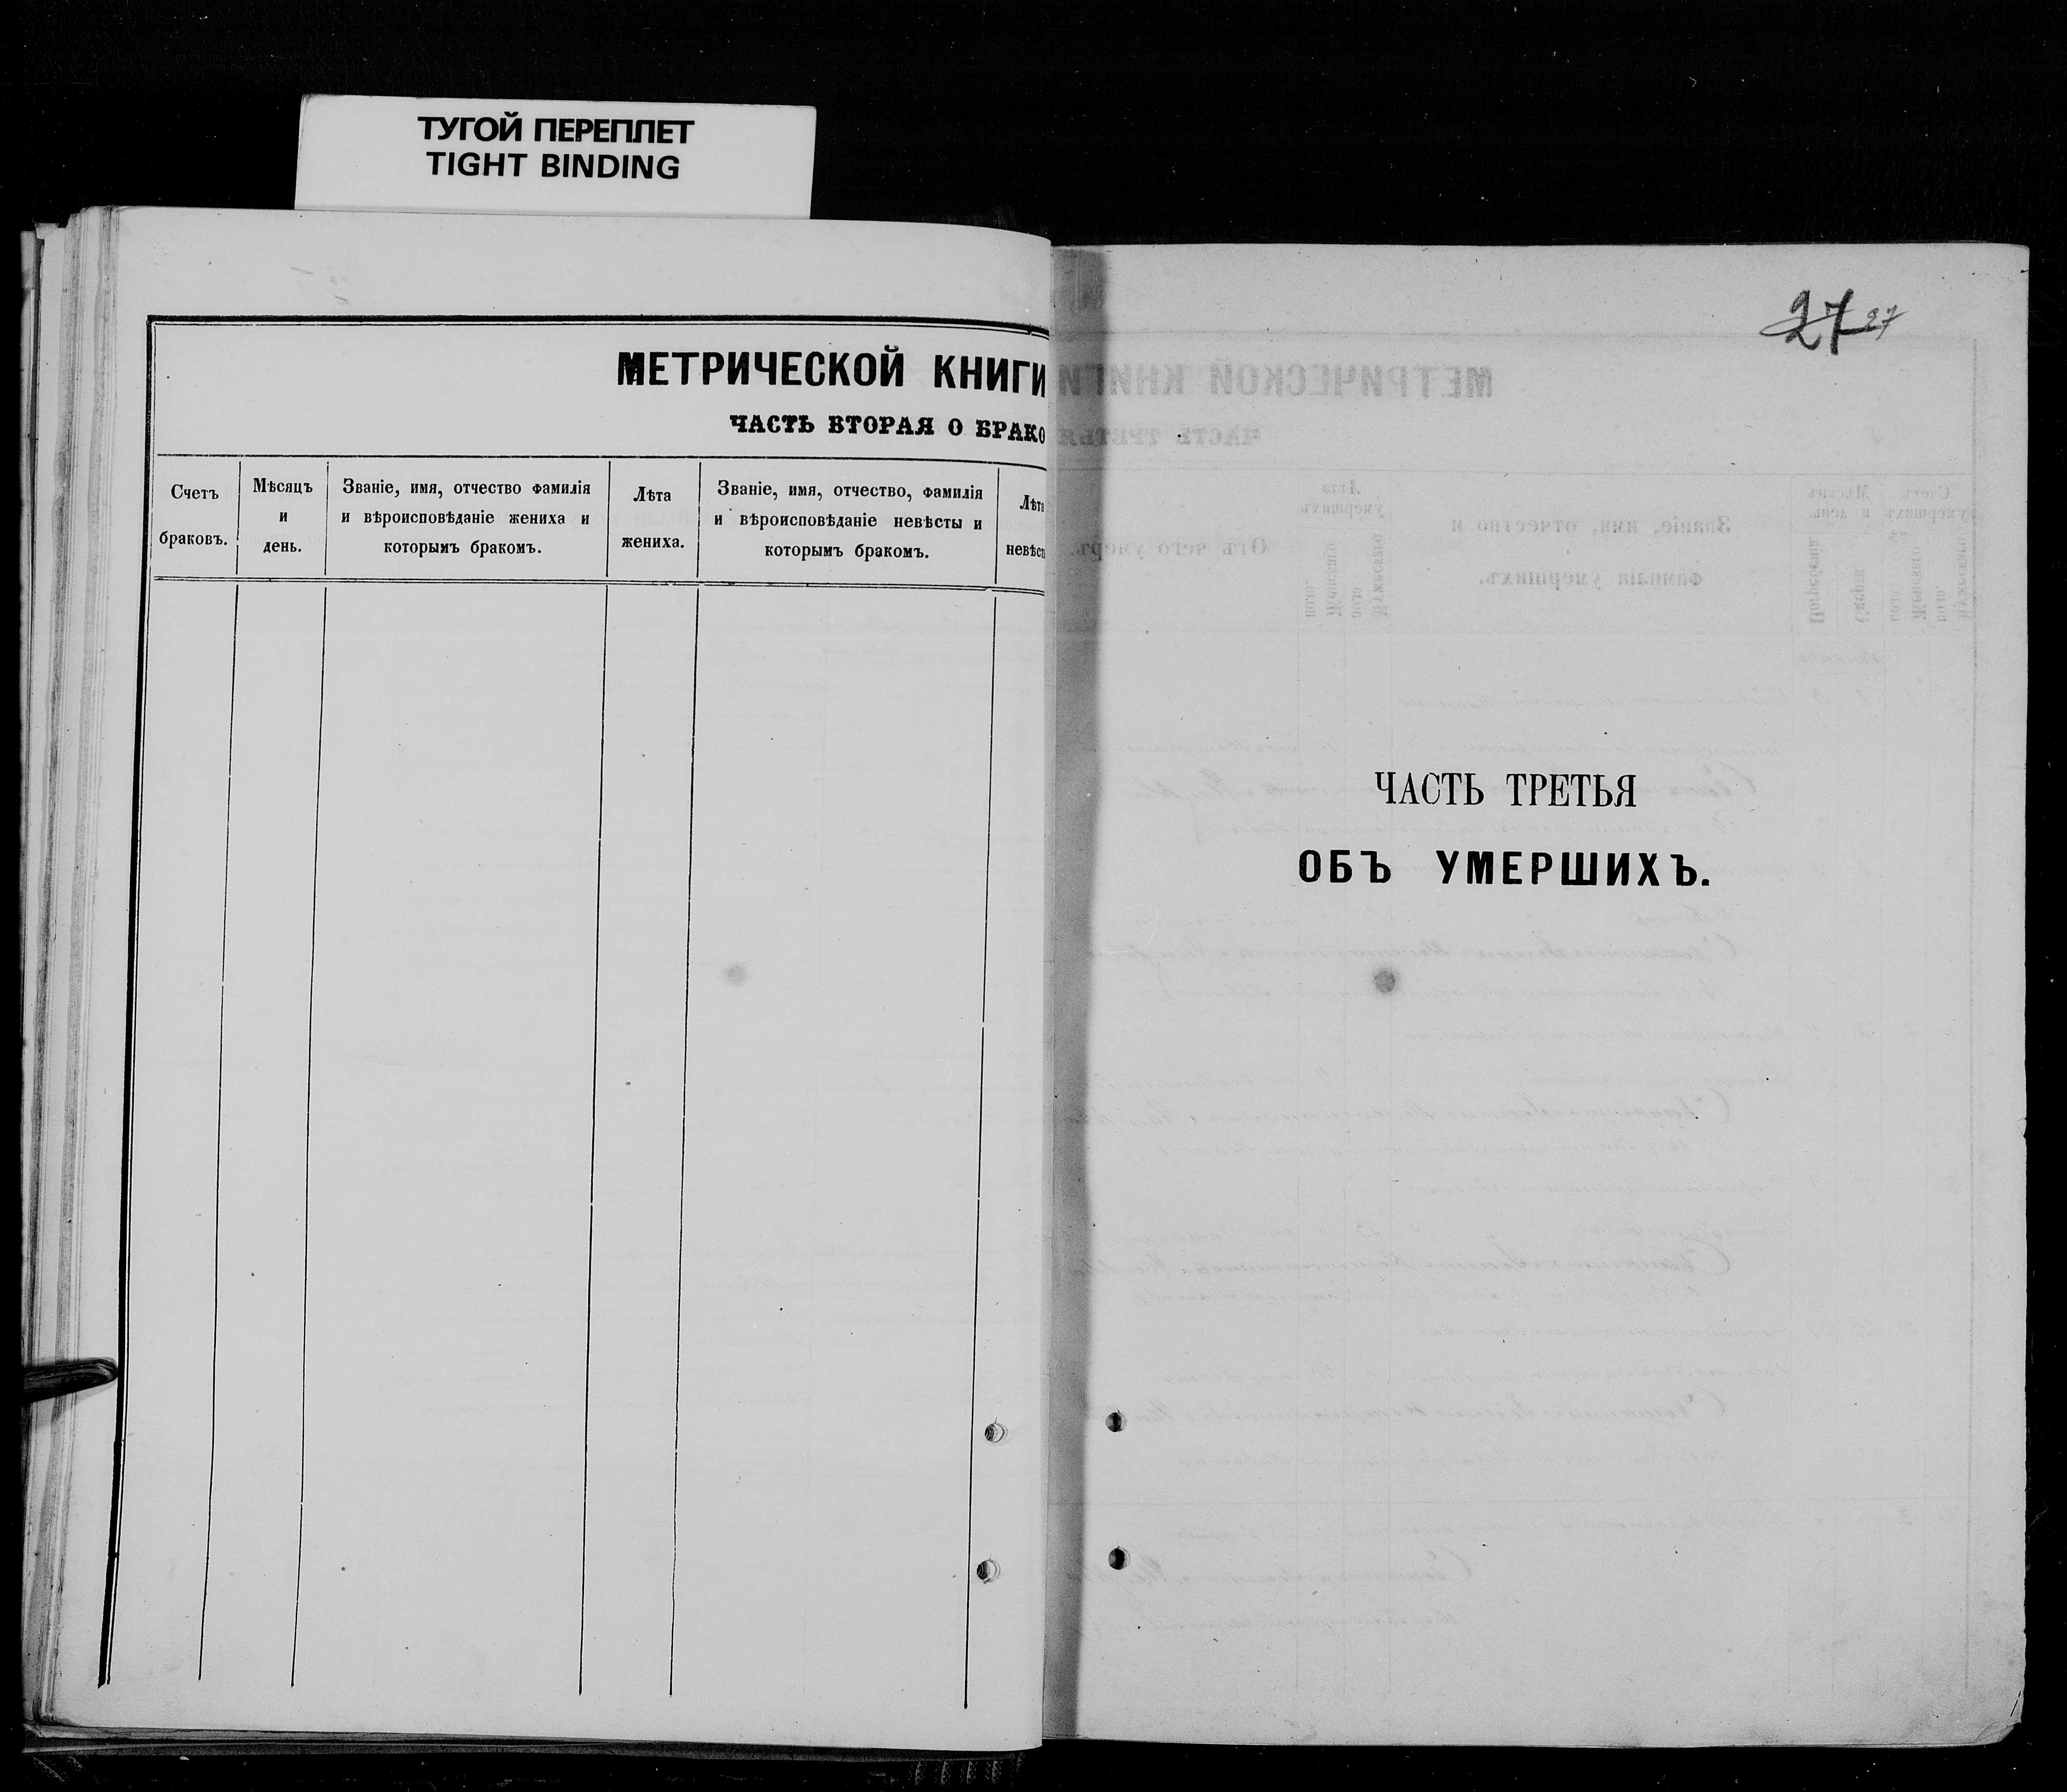 ТУГОЙ ПЕРЕПЛЕТ
TIGHT BINDING
МЕТРИЧЕСКОЙ КНИГИ
ЧАСТЬ ВТОРАЯ О БРАКО
Счетъ
браковъ.
Мѣсяцъ
и
день.
Званіе, имя, отчество фамилія
и вѣроисповѣданіе жениха и
которымъ бракомъ.
Лѣта
жениха.
Званіе, имя, отчество, фамилія
и вѣроисповѣданіе невѣсты и
которымъ бракомъ.
Лѣта
невѣст
27 27
ЧАСТЬ ТРЕТЬЯ
ОБЪ УМЕРШИХЪ.